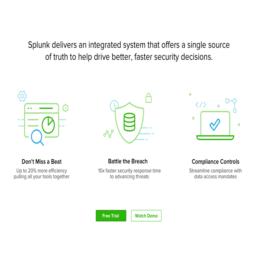 Splunk delivers an integrated system that offers a single source
of truth to help drive better, faster security decisions.
Don't Miss a Beat
Up to 20% more efficiency
pulling all your tools together
Battle the Breach
16x faster security response time
to advancing threats
Compliance Controls
Streamline compliance with
data across mandates
Free Trial
Watch Demo